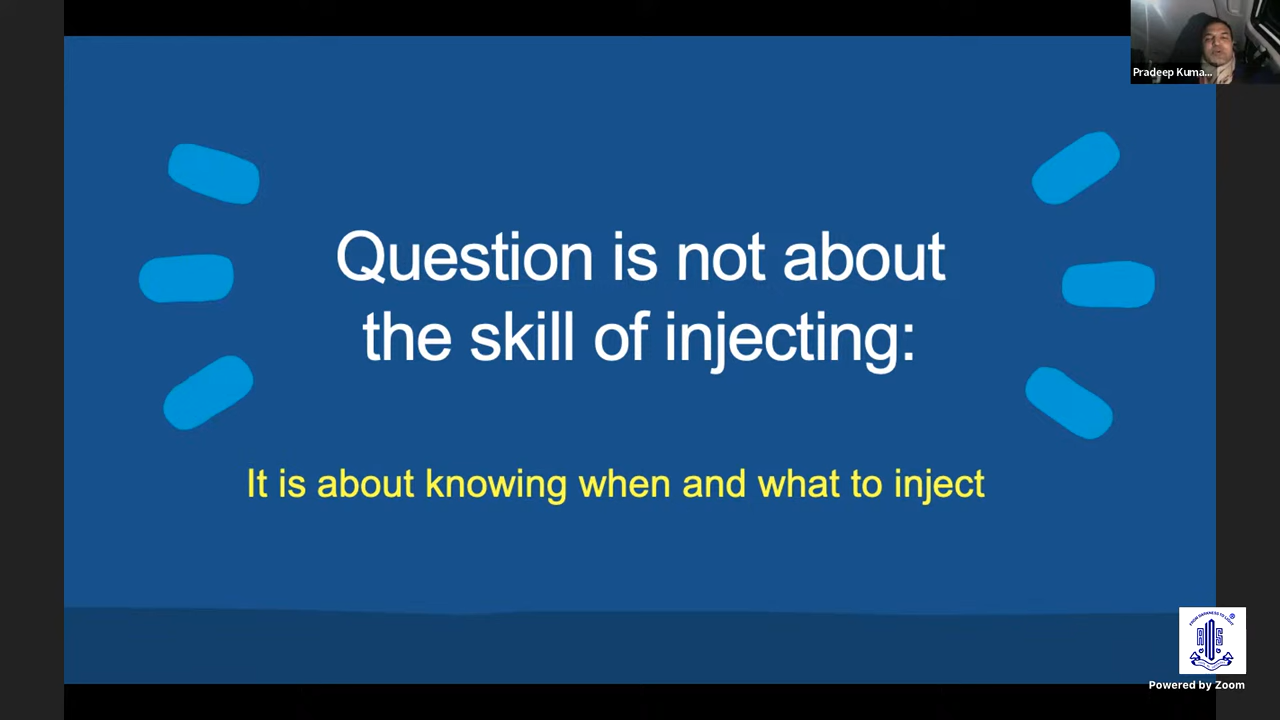 Pradeep Kuma...
Question is not about
the skill of injecting:
It is about knowing when and what to inject
Powered by Zoom